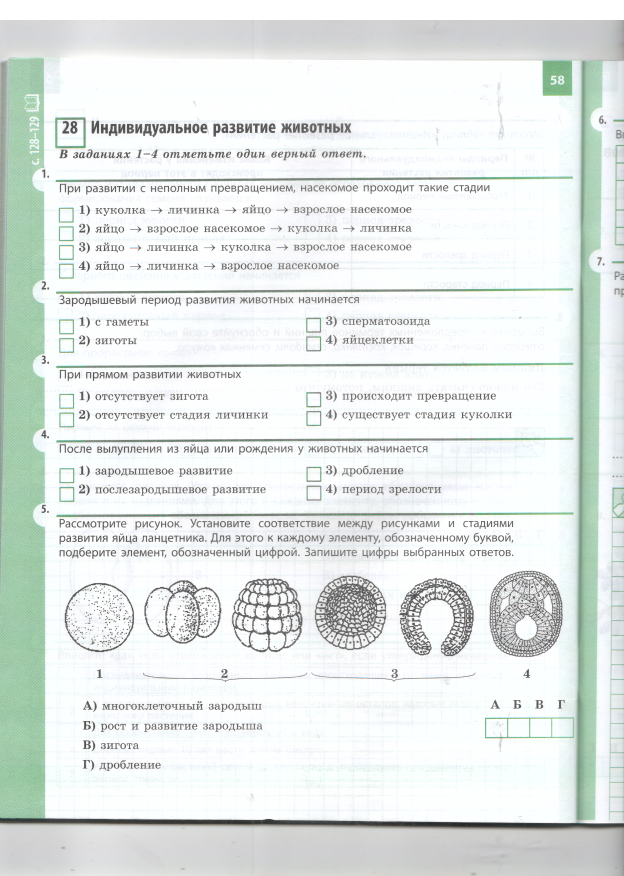 58
с. 128–129
28 Индивидуальное развитие животных
В заданиях 1–4 отметьте один верный ответ.
1.
При развитии с неполным превращением, насекомое проходит такие стадии
1) куколка → личинка → яйцо → взрослое насекомое
2) яйцо → взрослое насекомое → куколка → личинка
3) яйцо → личинка → куколка → взрослое насекомое
4) яйцо → личинка → взрослое насекомое
2.
Зародышевый период развития животных начинается
1) с гаметы
3) сперматозоида
2) зиготы
4) яйцеклетки
3.
При прямом развитии животных
1) отсутствует зигота
3) происходит превращение
2) отсутствует стадия личинки
4) существует стадия куколки
4.
После вылупления из яйца или рождения у животных начинается
1) зародышевое развитие
3) дробление
2) послезародышевое развитие
4) период зрелости
5.
Рассмотрите рисунок. Установите соответствие между рисунками и стадиями
развития яйца ланцетника. Для этого к каждому элементу, обозначенному буквой,
подберите элемент, обозначенный цифрой. Запишите цифры выбранных ответов.
1 2 3 4
А) многоклеточный зародыш
Б) рост и развитие зародыша
В) зигота
Г) дробление
А Б В Г
6.
7.